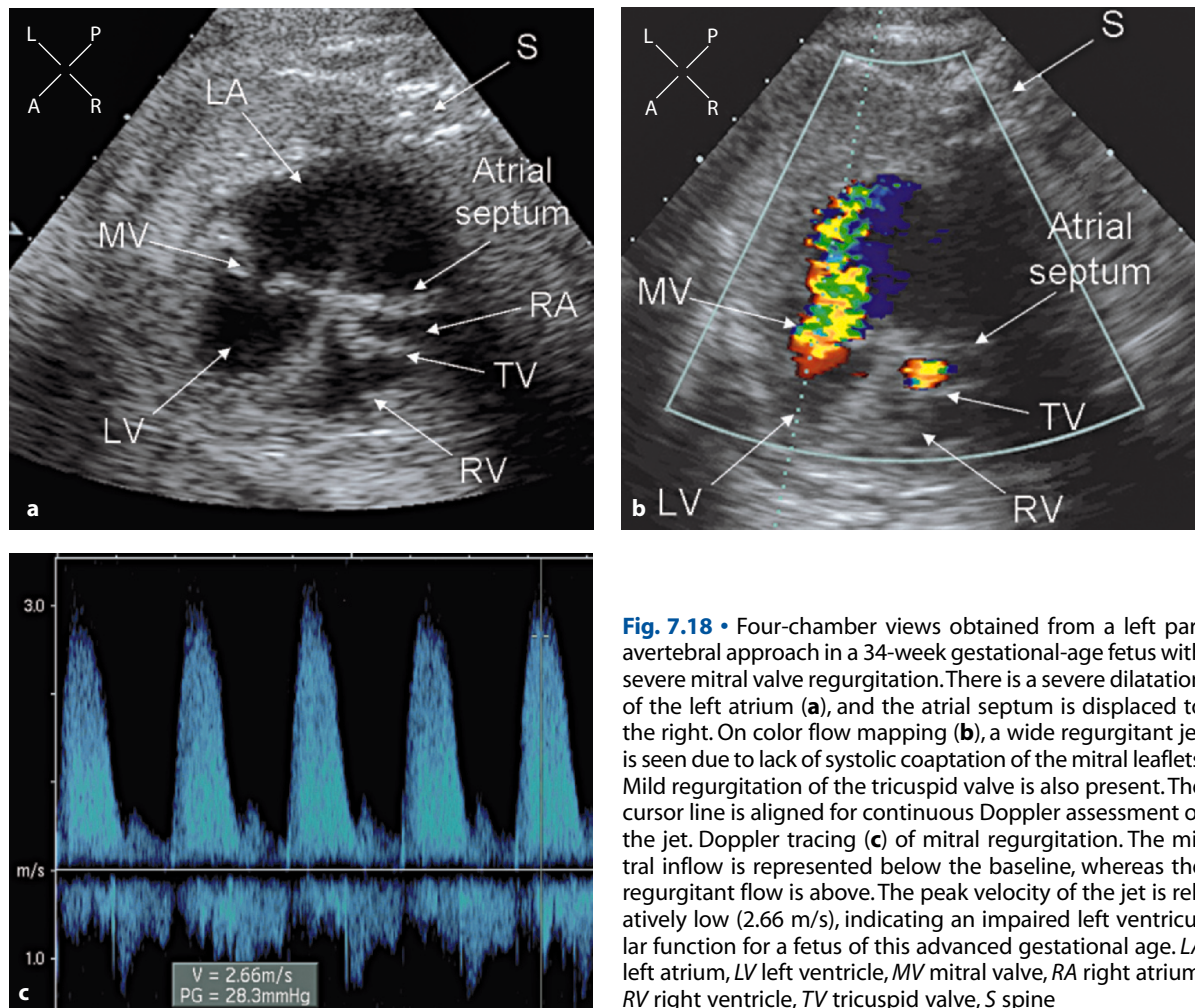 L P
A R
LA
S
Atrial
septum
MV
RA
TV
LV
RV
a
L P
A R
S
Atrial
septum
MV
TV
LV
RV
b
3.0
m/s
1.0
V = 2.66m/s
PG = 28.3mmHg
c
Fig. 7.18 • Four-chamber views obtained from a left par
avertebral approach in a 34-week gestational-age fetus with
severe mitral valve regurgitation. There is a severe dilatation
of the left atrium (a), and the atrial septum is displaced to
the right. On color flow mapping (b), a wide regurgitant je
is seen due to lack of systolic coaptation of the mitral leaflets
Mild regurgitation of the tricuspid valve is also present. The
cursor line is aligned for continuous Doppler assessment o
the jet. Doppler tracing (c) of mitral regurgitation. The mi
tral inflow is represented below the baseline, whereas the
regurgitant flow is above. The peak velocity of the jet is rel
atively low (2.66 m/s), indicating an impaired left ventricu
lar function for a fetus of this advanced gestational age. LA
left atrium, LV left ventricle, MV mitral valve, RA right atrium
RV right ventricle, TV tricuspid valve, S spine